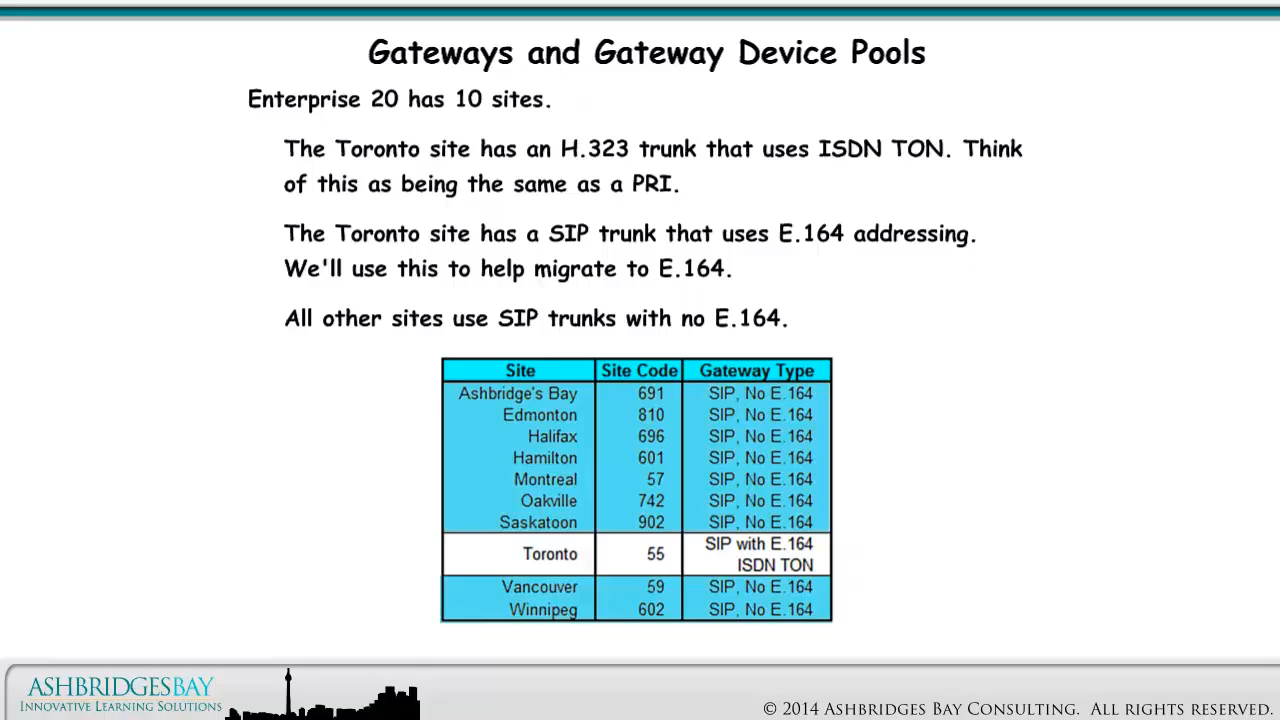 Gateways and Gateway Device Pools
Enterprise 20 has 10 sites.
The Toronto site has an H.323 trunk that uses ISDN TON. Think
of this as being the same as a PRI.
The Toronto site has a SIP trunk that uses E.164 addressing.
We'll use this to help migrate to E.164.
All other sites use SIP trunks with no E.164.
Site Site Code Gateway Type
Ashbridge's Bay 691 SIP, No E.164
Edmonton 810 SIP, No E.164
Halifax 696 SIP, No E.164
Hamilton 601 SIP, No E.164
Montreal 57 SIP, No E.164
Oakville 742 SIP, No E.164
Saskatoon 902 SIP, No E.164
Toronto 55 SIP with E.164
ISDN TON
Vancouver 59 SIP, No E.164
Winnipeg 602 SIP, No E.164
ASHBRIDGESBAY
INNOVATIVE LEARNING SOLUTIONS
© 2014 ASHBRIDGES BAY CONSULTING. ALL RIGHTS RESERVED.